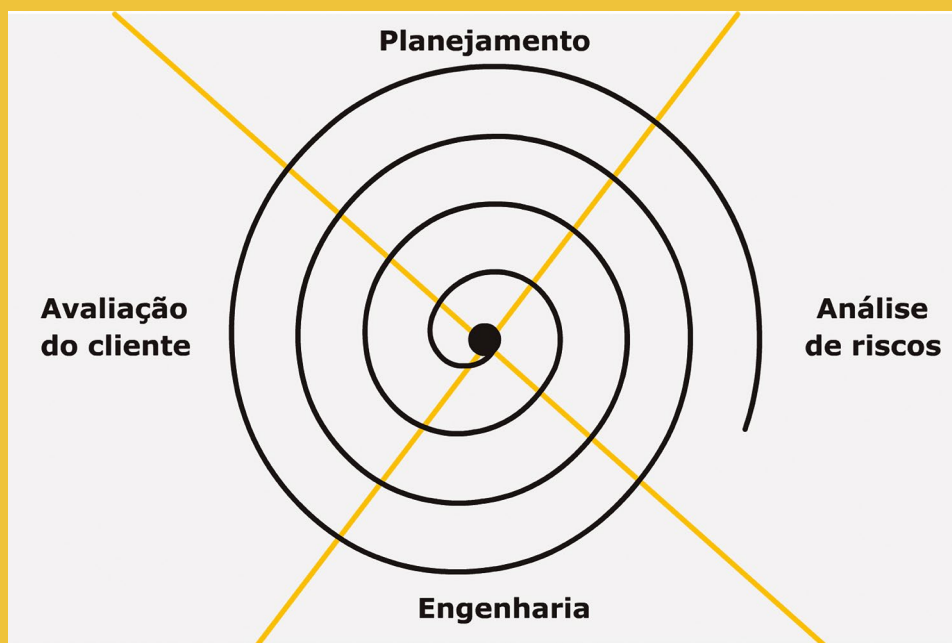 Planejamento
Avaliação
do cliente
Análise
de riscos
Engenharia